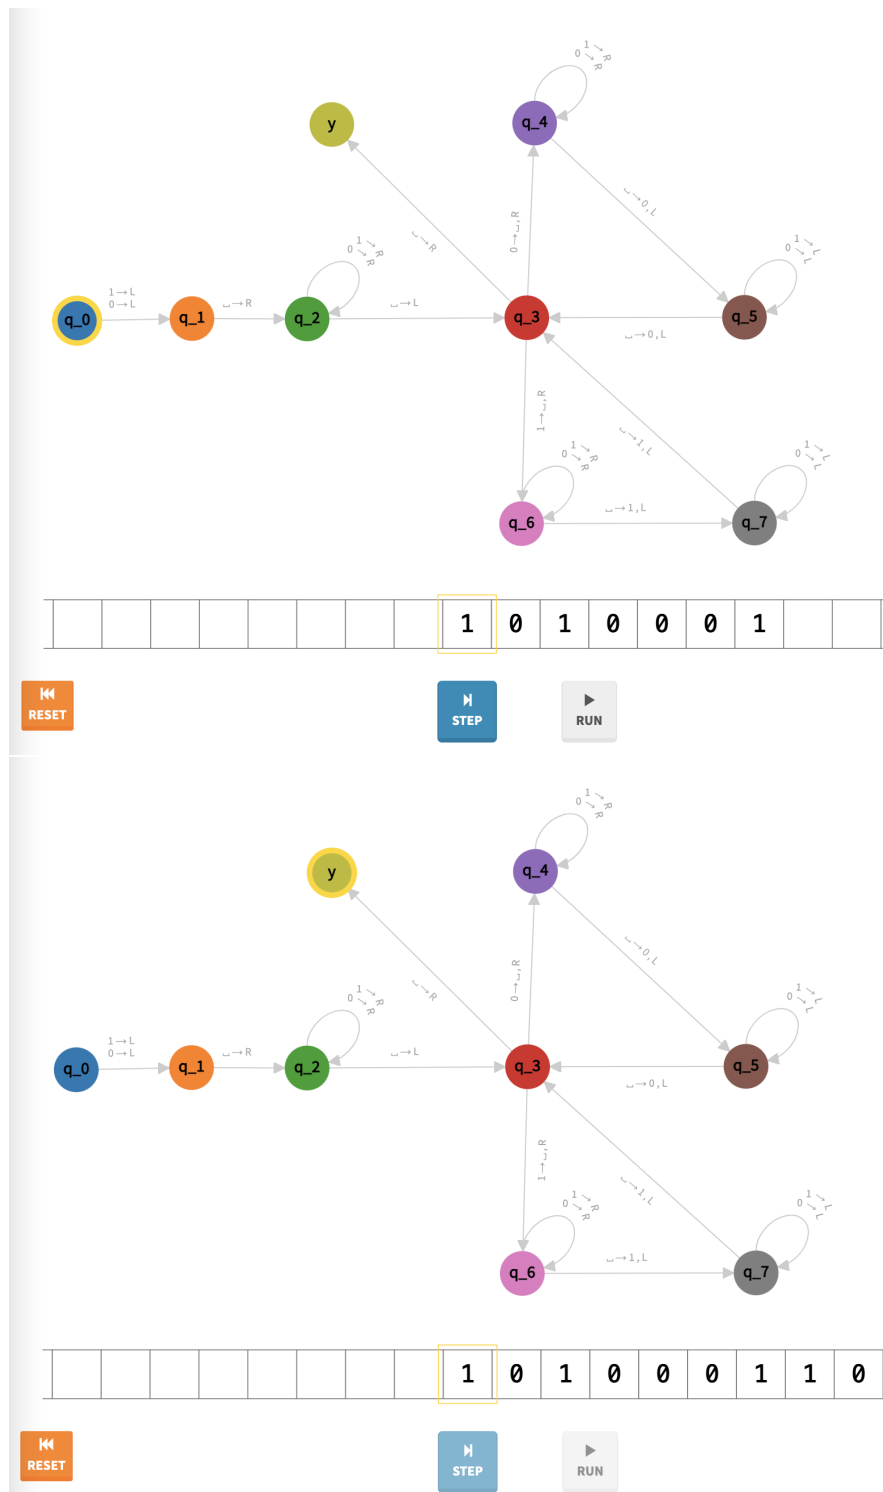 1→R
0→R
y
q_4
␣→R
0→␣,R
␣→0,L
1→R
0→R
1→L
0→L
1→L
0→L
␣→R
␣→L
q_0
q_1
q_2
q_3
q_5
␣→0,L
1→␣,R
␣→1,L
1→R
0→R
1→L
0→L
␣→1,L
q_6
q_7
1 0 1 0 0 0 1
RESET
STEP
RUN
1→R
0→R
y
q_4
␣→R
0→␣,R
␣→0,L
1→R
0→R
1→L
0→L
1→L
0→L
␣→R
␣→L
q_0
q_1
q_2
q_3
q_5
␣→0,L
1→␣,R
␣→1,L
1→R
0→R
1→L
0→L
␣→1,L
q_6
q_7
1 0 1 0 0 0 1 1 0
RESET
STEP
RUN